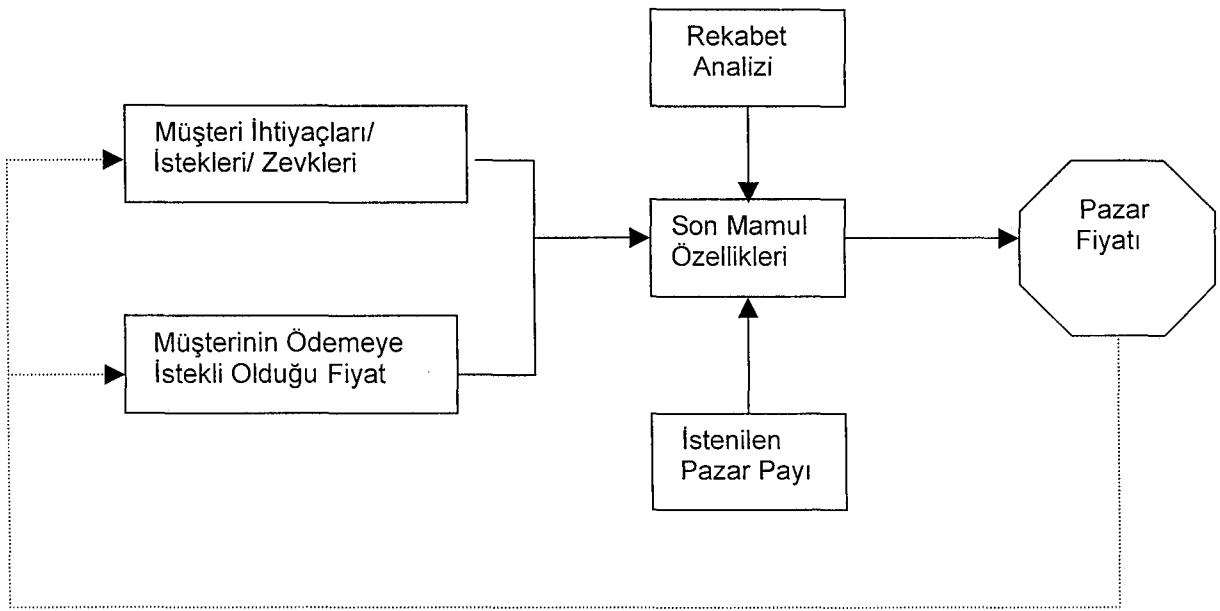 Rekabet
Analizi
Müşteri İhtiyaçları/
İstekleri/ Zevkleri
Son Mamul
Özellikleri
Pazar
Fiyatı
Müşterinin Ödemeye
İstekli Olduğu Fiyat
İstenilen
Pazar Payı